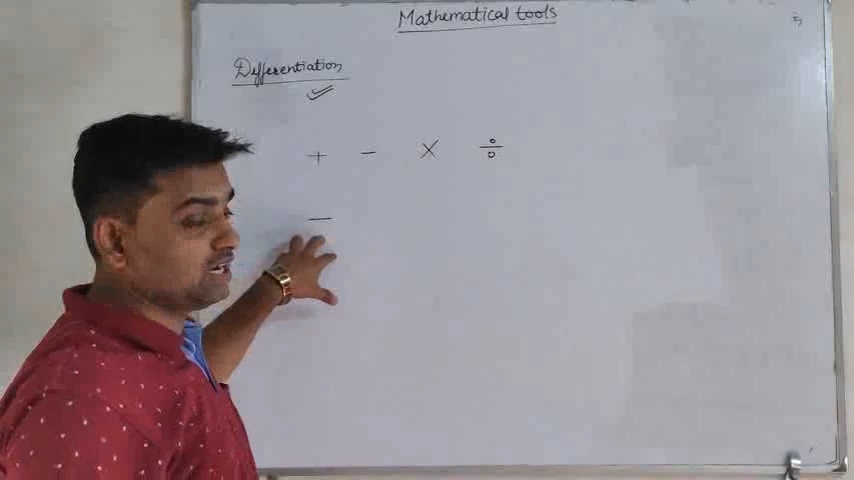 Mathematical tools
Differentiation
+ − × ÷
—